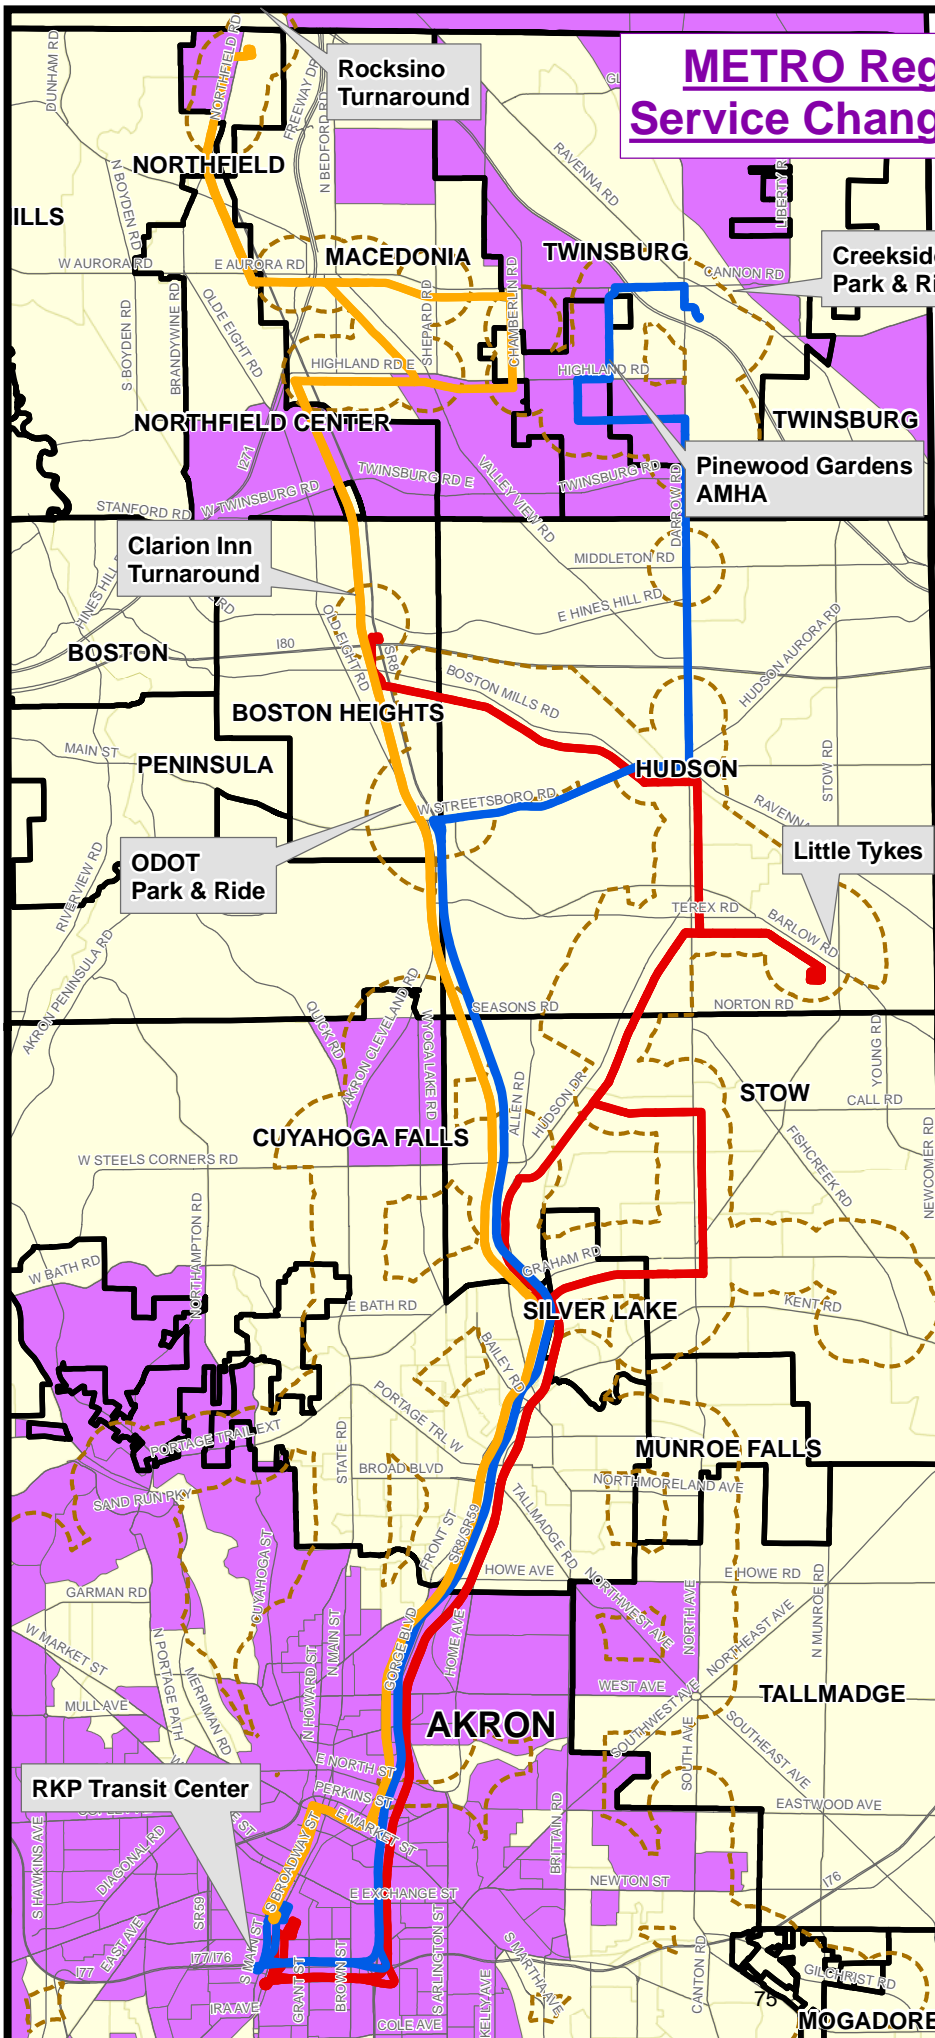 METRO Reg
Service Chang
Rocksino
Turnaround
DUNHAM RD
NORTHFIELD RD
FREEWAY DR
N BEDFORD RD
RAVENNA RD
LIBERTY R
NORTHFIELD
ILLS
N BOYDEN RD
W AURORA RD
E AURORA RD
MACEDONIA
TWINSBURG
CANNON RD
Creekside
Park & Ri
S BOYDEN RD
BRANDYWINE RD
OLDE EIGHT RD
SHEPARD RD
CHAMBERLIN RD
HIGHLAND RD E
HIGHLAND RD
NORTHFIELD CENTER
TWINSBURG
I271
TWINSBURG RD E
VALLEY VIEW RD
TWINSBURG RD
DARROW RD
Pinewood Gardens
AMHA
STANFORD RD
W TWINSBURG RD
Clarion Inn
Turnaround
MIDDLETON RD
HINES HILL
RD
E HINES HILL RD
OLD EIGHT RD
I80
SR8
HUDSON AURORA RD
BOSTON
BOSTON MILLS RD
BOSTON HEIGHTS
MAIN ST
PENINSULA
HUDSON
STOW RD
W STREETSBORO RD
RAVENNA
ODOT
Park & Ride
Little Tykes
RIVERVIEW RD
TEREX RD
BARLOW RD
AKRON PENINSULA RD
QUICK RD
AKRON CLEVELAND RD
WYOGA LAKE RD
SEASONS RD
NORTON RD
ALLEN RD
HUDSON DR
YOUNG RD
STOW
CALL RD
CUYAHOGA FALLS
FISHCREEK RD
NEWCOMER RD
W STEELS CORNERS RD
NORTHAMPTON RD
W BATH RD
GRAHAM RD
E BATH RD
SILVER LAKE
KENT RD
BAILEY RD
PORTAGE TRL W
PORTAGE TRAIL EXT
STATE RD
MUNROE FALLS
BROAD BLVD
NORTHMORELAND AVE
SAND RUN PKY
FRONT ST
SR8/SR59
TALLMADGE RD
CUYAHOGA ST
HOWE AVE
E HOWE RD
GARMAN RD
NORTHWEST AVE
NORTH AVE
N MUNROE RD
W MARKET ST
N PORTAGE PATH
MERRIMAN RD
N HOWARD ST
N MAIN ST
GORGE BLVD
HOME AVE
NORTHEAST AVE
MULL AVE
WEST AVE
TALLMADGE
AKRON
SOUTHWEST AVE
SOUTHEAST AVE
SOUTH AVE
RKP Transit Center
E NORTH ST
PERKINS ST
E MARKET ST
EASTWOOD AVE
S HAWKINS AVE
DIAGONAL RD
S BROADWAY ST
BRITTAIN RD
NEWTON ST
I76
E EXCHANGE ST
SR59
EAST AVE
I77
I77/I76
S MAIN ST
GRANT ST
BROWN ST
S ARLINGTON ST
S MARTHA AVE
CANTON RD
GILCHRIST RD
IRA AVE
COLE AVE
KELLY AVE
75
MOGADORE